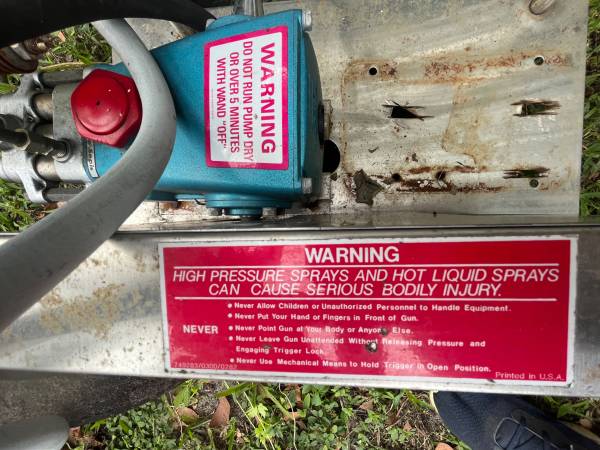 WARNING
DO NOT RUN PUMP DRY
OR OVER 5 MINUTES
WITH WAND "OFF"
WARNING
HIGH PRESSURE SPRAYS AND HOT LIQUID SPRAYS
CAN CAUSE SERIOUS BODILY INJURY.
NEVER
• Never Allow Children or Unauthorized Personnel to Handle Equipment.
• Never Put Your Hand or Fingers in Front of Gun.
• Never Point Gun at Your Body or Anyone Else.
• Never Leave Gun Unattended Without Releasing Pressure and
Engaging Trigger Lock.
• Never Use Mechanical Means to Hold Trigger in Open Position.
749283/0300/0282
Printed in U.S.A.